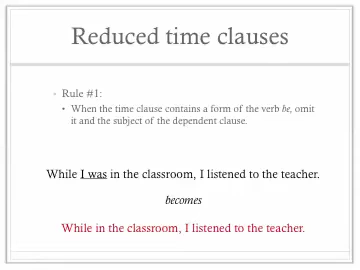 Reduced time clauses
Rule #1:
When the time clause contains a form of the verb be, omit
it and the subject of the dependent clause.
While I was in the classroom, I listened to the teacher.
becomes
While in the classroom, I listened to the teacher.